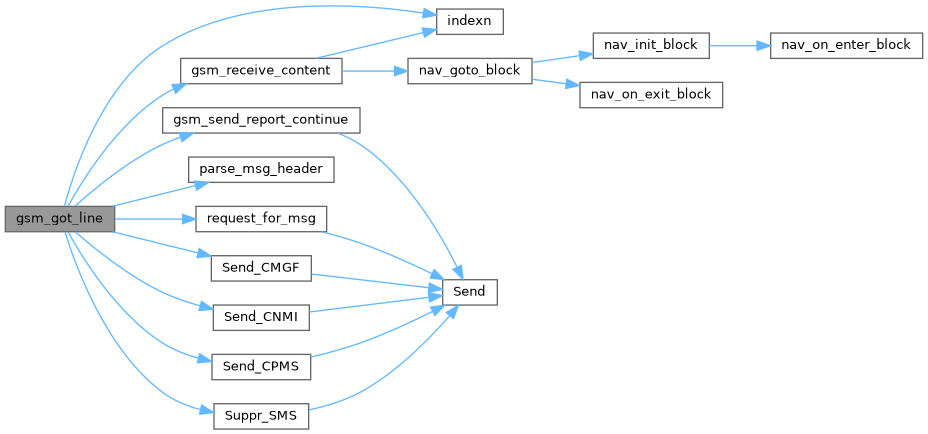 indexn
nav_init_block
nav_on_enter_block
gsm_receive_content
nav_goto_block
nav_on_exit_block
gsm_send_report_continue
parse_msg_header
gsm_got_line
request_for_msg
Send_CMGF
Send
Send_CNMI
Send_CPMS
Suppr_SMS